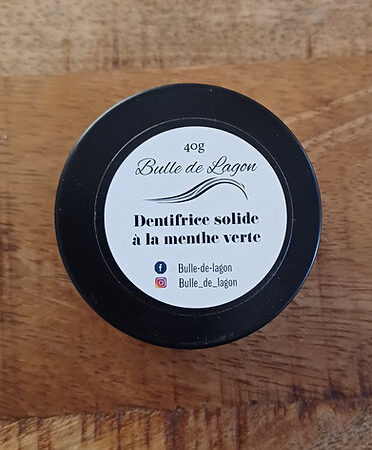 40g
Bulle de Lagon
Dentifrice solide
à la menthe verte
Bulle-de-lagon
Bulle_de_lagon